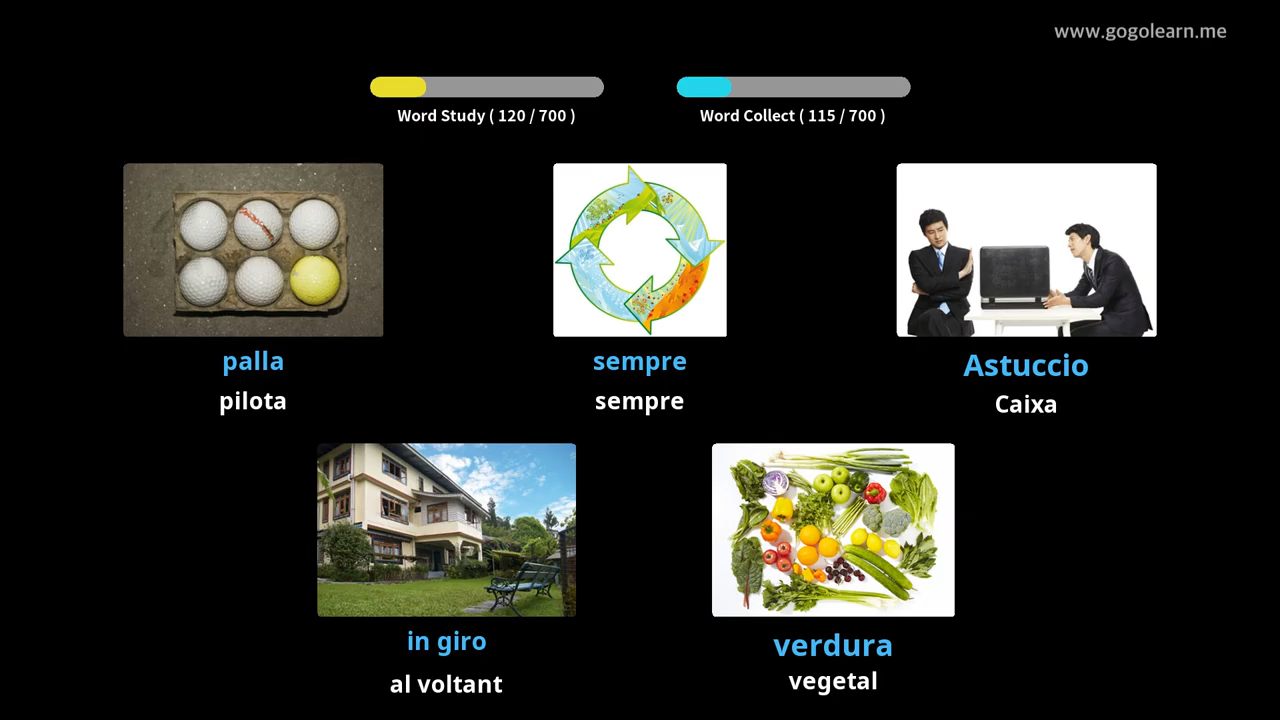 www.gogolearn.me
Word Study ( 120 / 700 )
Word Collect ( 115 / 700 )
palla
pilota
sempre
sempre
Astuccio
Caixa
in giro
al voltant
verdura
vegetal